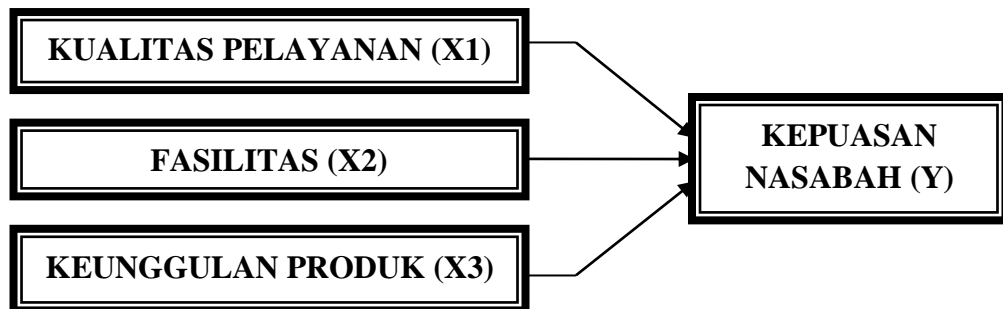 KUALITAS PELAYANAN (X1)
FASILITAS (X2)
KEUNGGULAN PRODUK (X3)
KEPUASAN
NASABAH (Y)